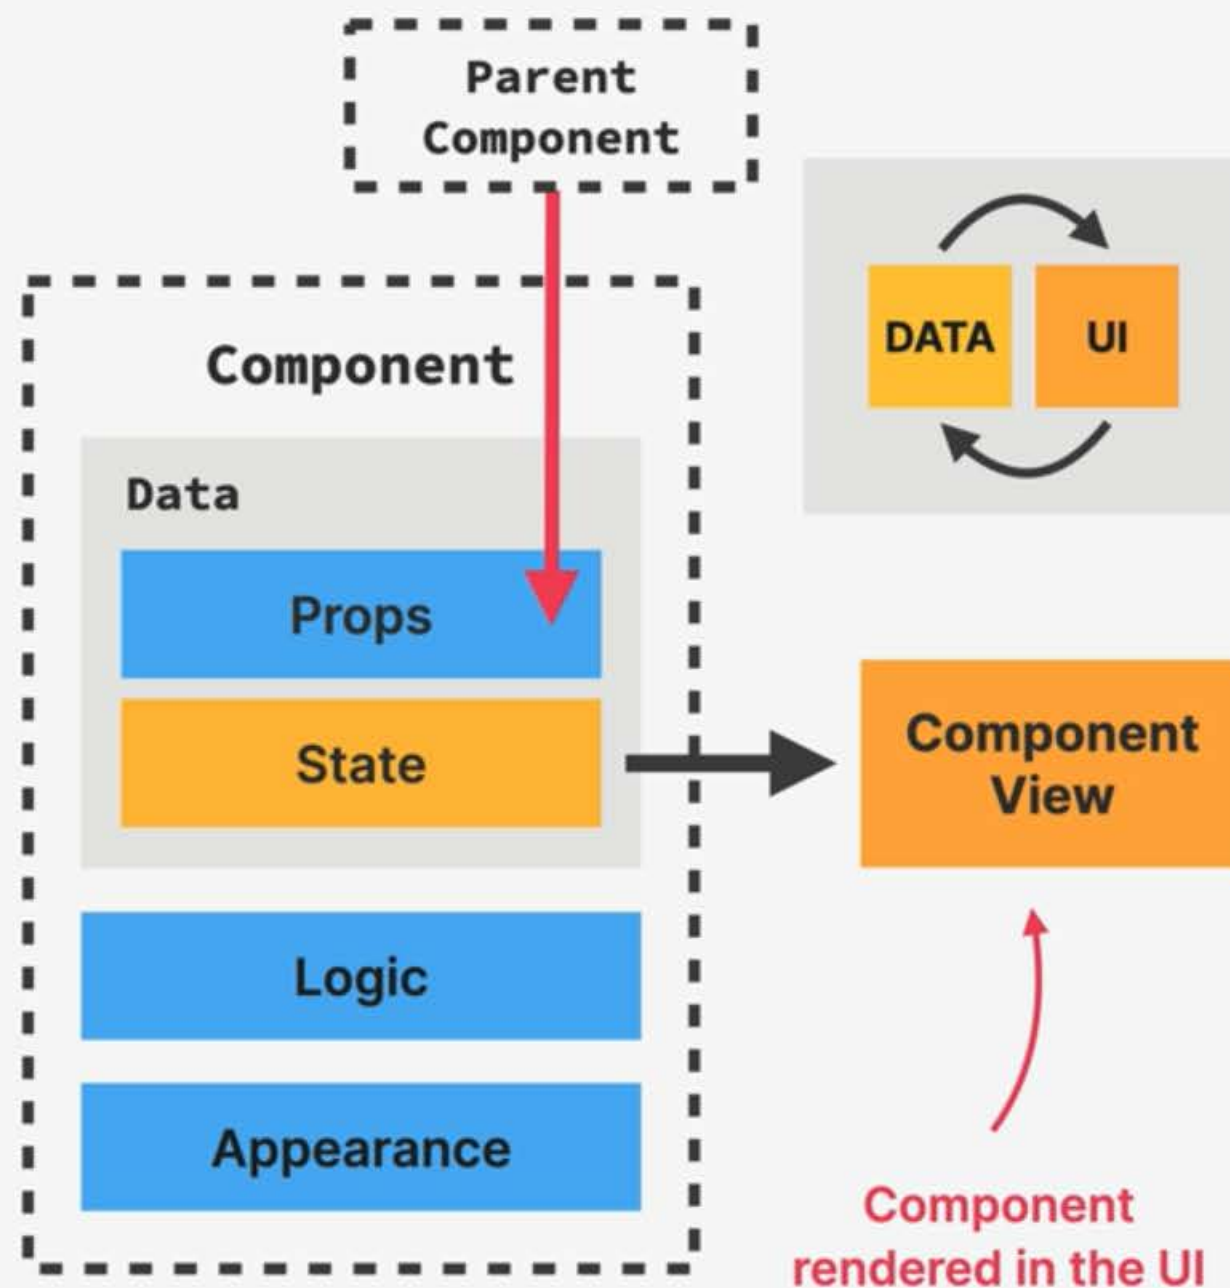 Parent
Component
Component
Data
Props
State
Logic
Appearance
DATA
UI
Component
View
Component
rendered in the UI